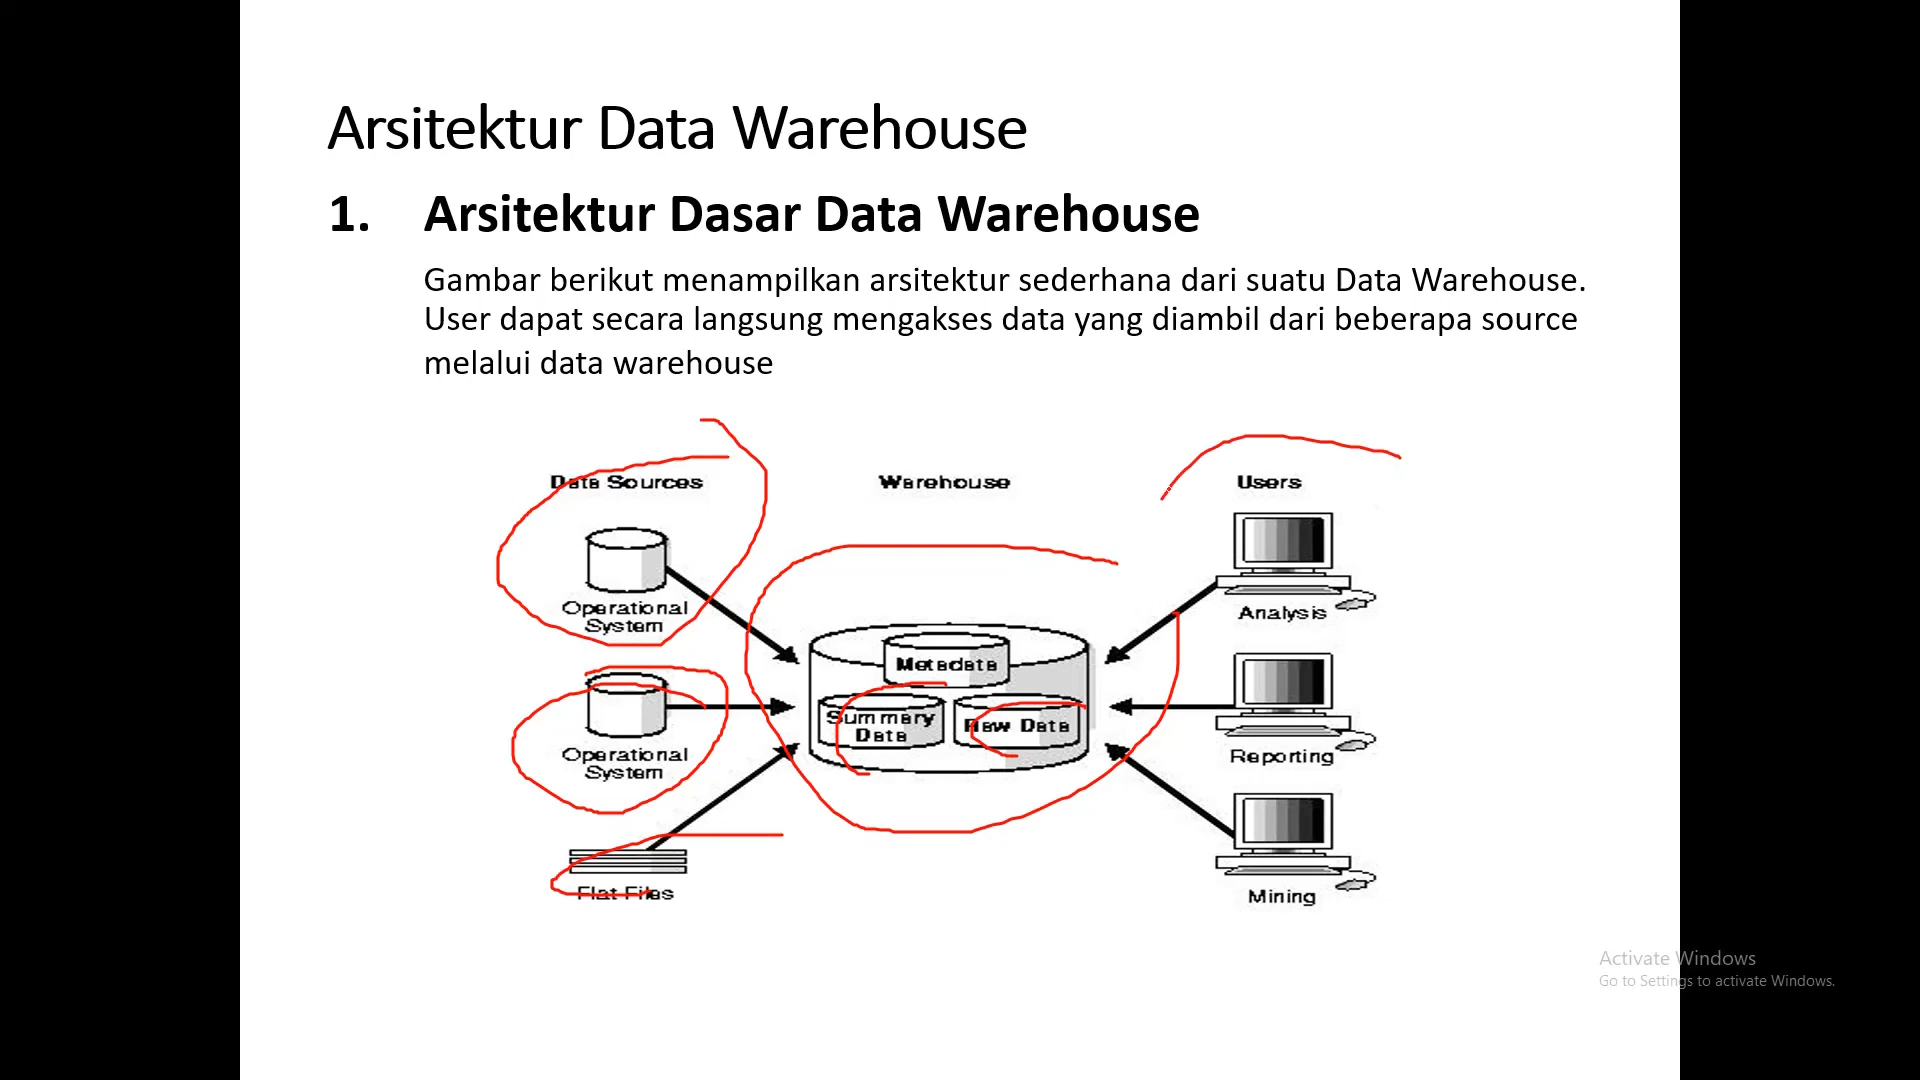 Arsitektur Data Warehouse
1. Arsitektur Dasar Data Warehouse
Gambar berikut menampilkan arsitektur sederhana dari suatu Data Warehouse.
User dapat secara langsung mengakses data yang diambil dari beberapa source
melalui data warehouse
Data Sources
Warehouse
Users
Operational
System
Operational
System
Flat Files
Metadata
Summary
Data
Raw Data
Analysis
Reporting
Mining
Activate Windows
Go to Settings to activate Windows.